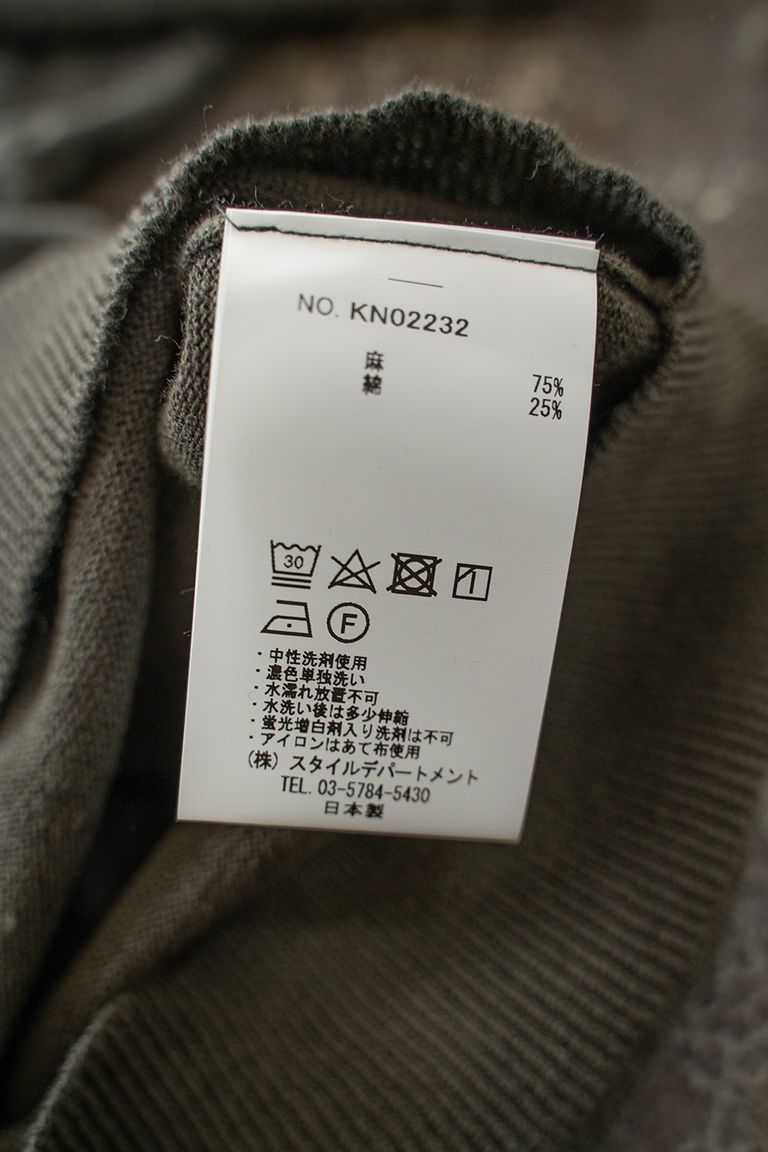 NO. KN02232
麻 75%
綿 25%
30
F
・中性洗剤使用
・濃色単独洗い
・水濡れ放置不可
・水洗い後は多少伸縮
・蛍光増白剤入り洗剤は不可
・アイロンはあて布使用
(株) スタイルデパートメント
TEL. 03-5784-5430
日本製